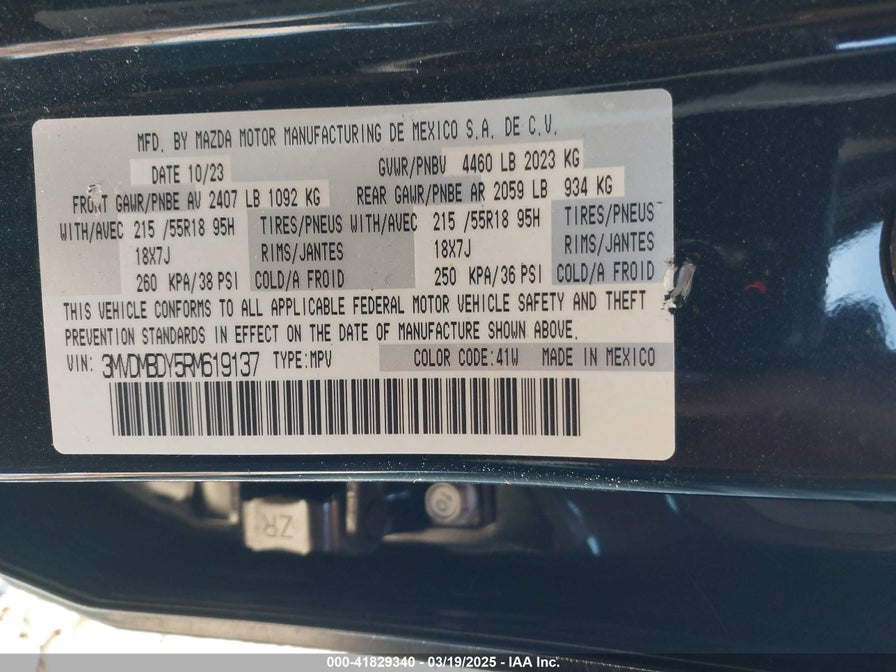 MFD. BY MAZDA MOTOR MANUFACTURING DE MEXICO S.A. DE C.V.
DATE 10/23 GVWR/PNBV 4460 LB 2023 KG
FRONT GAWR/PNBE AV 2407 LB 1092 KG REAR GAWR/PNBE AR 2059 LB 934 KG
WITH/AVEC 215 /55R18 95H TIRES/PNEUS WITH/AVEC 215 /55R18 95H TIRES/PNEUS
18X7J RIMS/JANTES 18X7J RIMS/JANTES
260 KPA/38 PSI COLD/A FROID 250 KPA/36 PSI COLD/A FROID
THIS VEHICLE CONFORMS TO ALL APPLICABLE FEDERAL MOTOR VEHICLE SAFETY AND THEFT
PREVENTION STANDARDS IN EFFECT ON THE DATE OF MANUFACTURE SHOWN ABOVE.
VIN: 3MVDMBDY5RM619137 TYPE:MPV COLOR CODE:41W MADE IN MEXICO
ZR
10
000-41829340 - 03/19/2025 - IAA Inc.